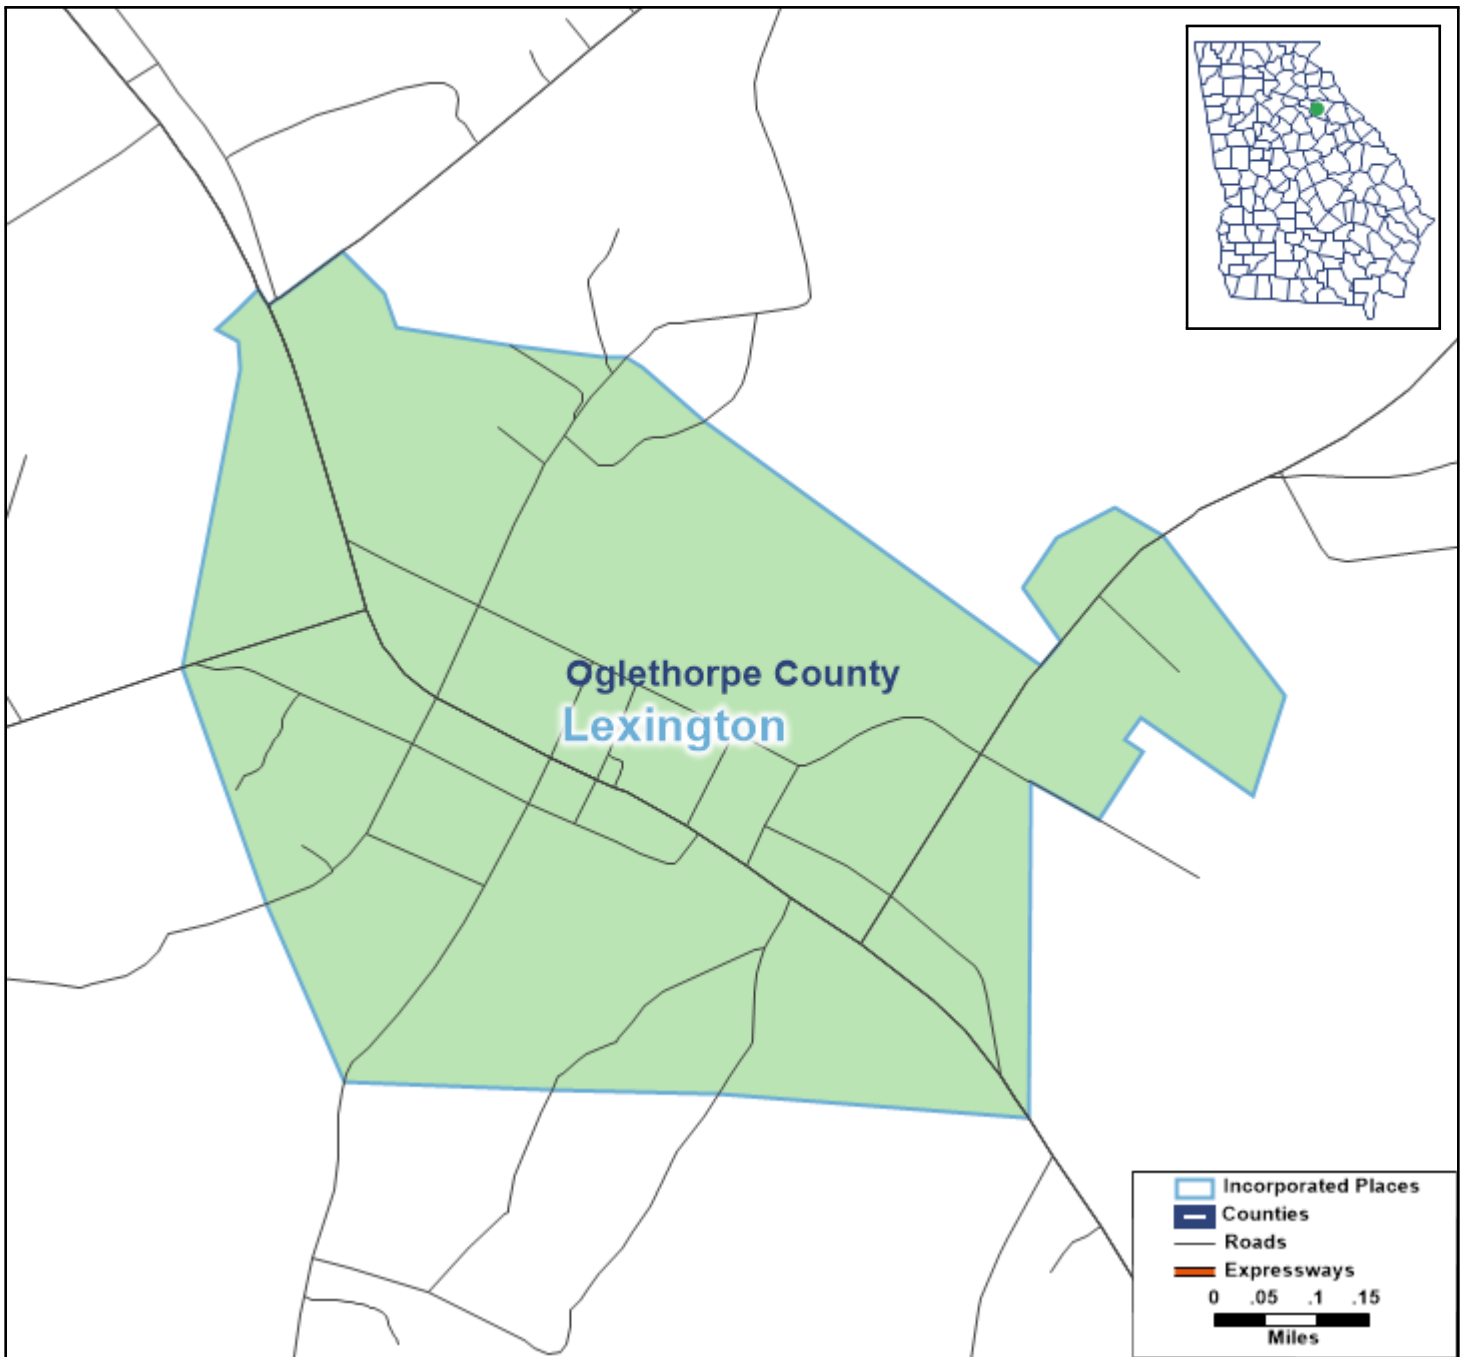 Oglethorpe County
Lexington
Incorporated Places
Counties
Roads
Expressways
0 .05 .1 .15
Miles